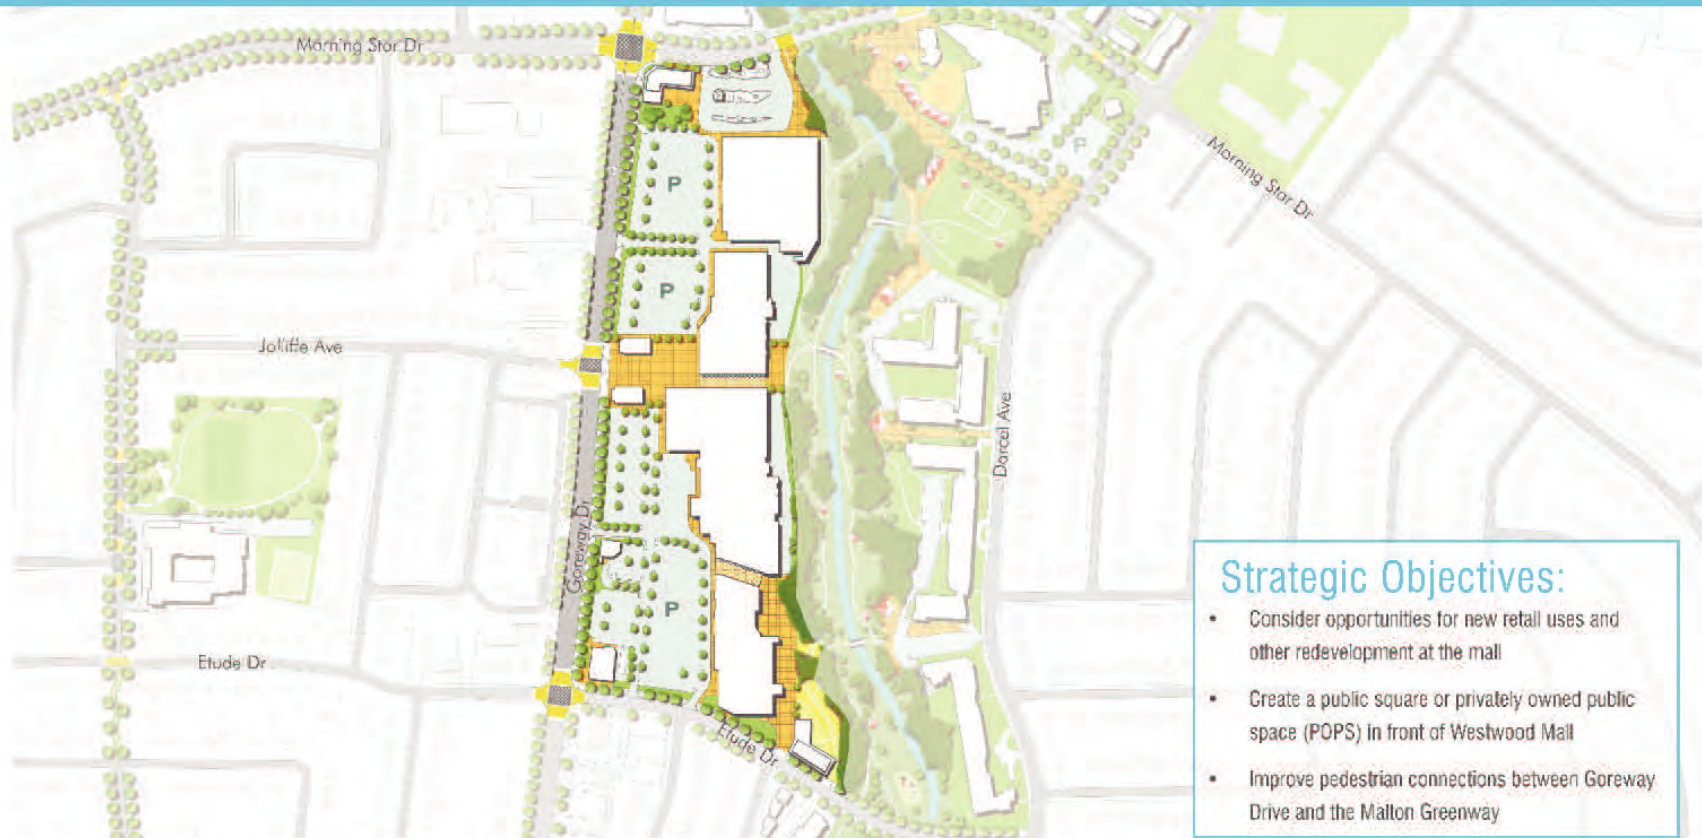 Morning Star Dr
P
P
Morning Star Dr
P
Jolliffe Ave
Darcel Ave
Goreway Dr
P
Etude Dr
Etude Dr
Strategic Objectives:
• Consider opportunities for new retail uses and
other redevelopment at the mall
• Create a public square or privately owned public
space (POPS) in front of Westwood Mall
• Improve pedestrian connections between Goreway
Drive and the Malton Greenway